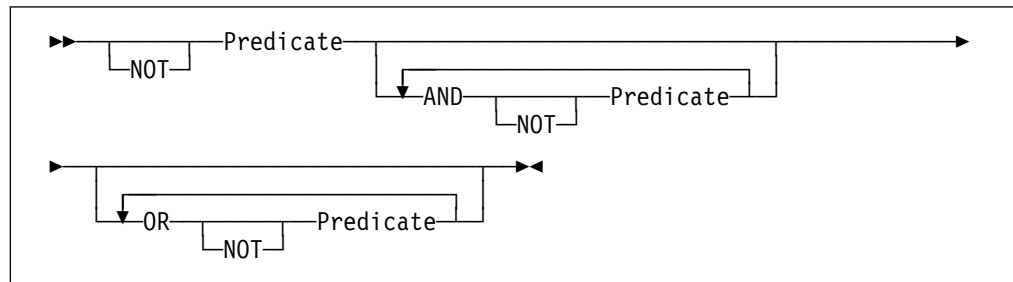 Predicate
NOT
AND Predicate
NOT
OR Predicate
NOT